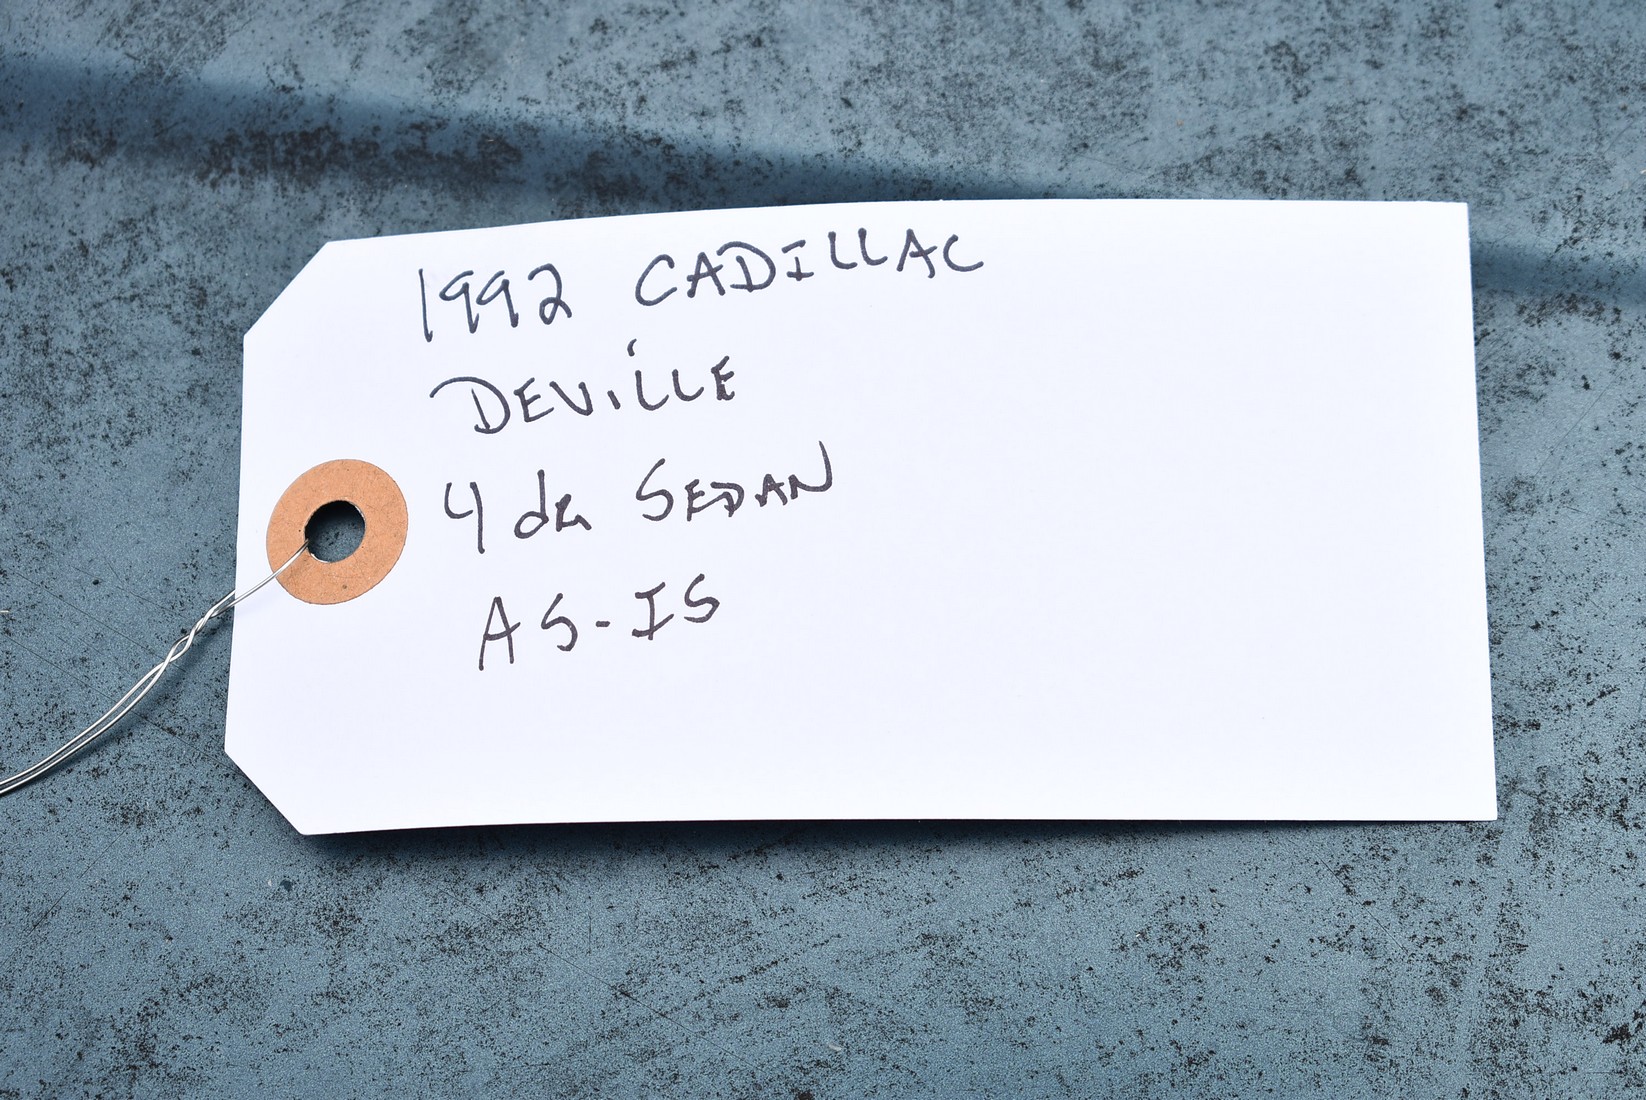 1992 CADILLAC
DEViLLE
4 dr SEDAN
AS-IS